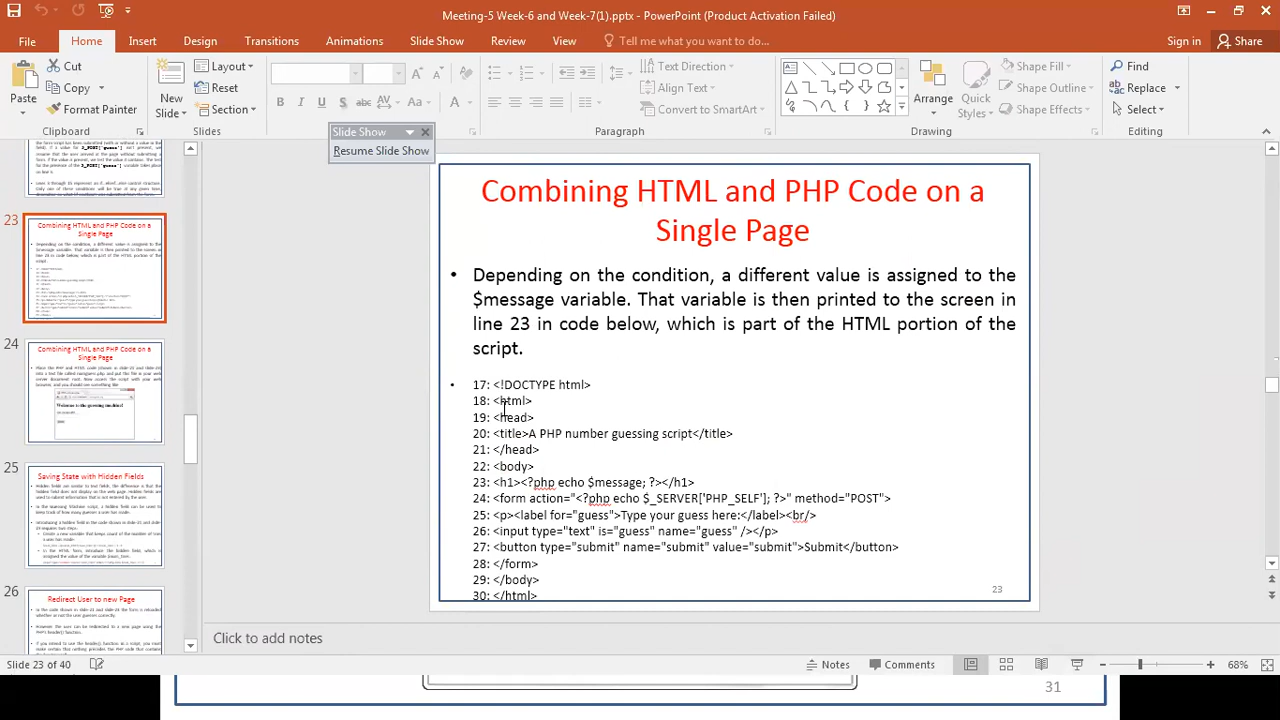 Meeting-5 Week-6 and Week-7(1).pptx - PowerPoint (Product Activation Failed)
File Home Insert Design Transitions Animations Slide Show Review View Tell me what you want to do... Sign in Share
Cut
Copy
Format Painter
Paste
Clipboard
New
Slide
Layout
Reset
Section
Slides
Slide Show
Resume Slide Show
Text Direction
Align Text
Convert to SmartArt
Paragraph
Arrange
Quick
Styles
Shape Fill
Shape Outline
Shape Effects
Drawing
Find
Replace
Select
Editing
23
Combining HTML and PHP Code on a
Single Page
24
Combining HTML and PHP Code on a
Single Page
25
Saving State with Hidden Fields
26
Redirect User to new Page
Combining HTML and PHP Code on a
Single Page
• Depending on the condition, a different value is assigned to the
$message variable. That variable is then printed to the screen in
line 23 in code below, which is part of the HTML portion of the
script.
• 17: <!DOCTYPE html>
18: <html>
19: <head>
20: <title>A PHP number guessing script</title>
21: </head>
22: <body>
23: <h1><?php echo $message; ?></h1>
24: <form action="<?php echo $_SERVER['PHP_SELF']; ?>" method="POST">
25: <p><label for="guess">Type your guess here:</label><br/>
26: <input type="text" is="guess" name="guess" /></p>
27: <button type="submit" name="submit" value="submit">Submit</button>
28: </form>
29: </body>
30: </html>
23
Click to add notes
Slide 23 of 40 Notes Comments 68%
31